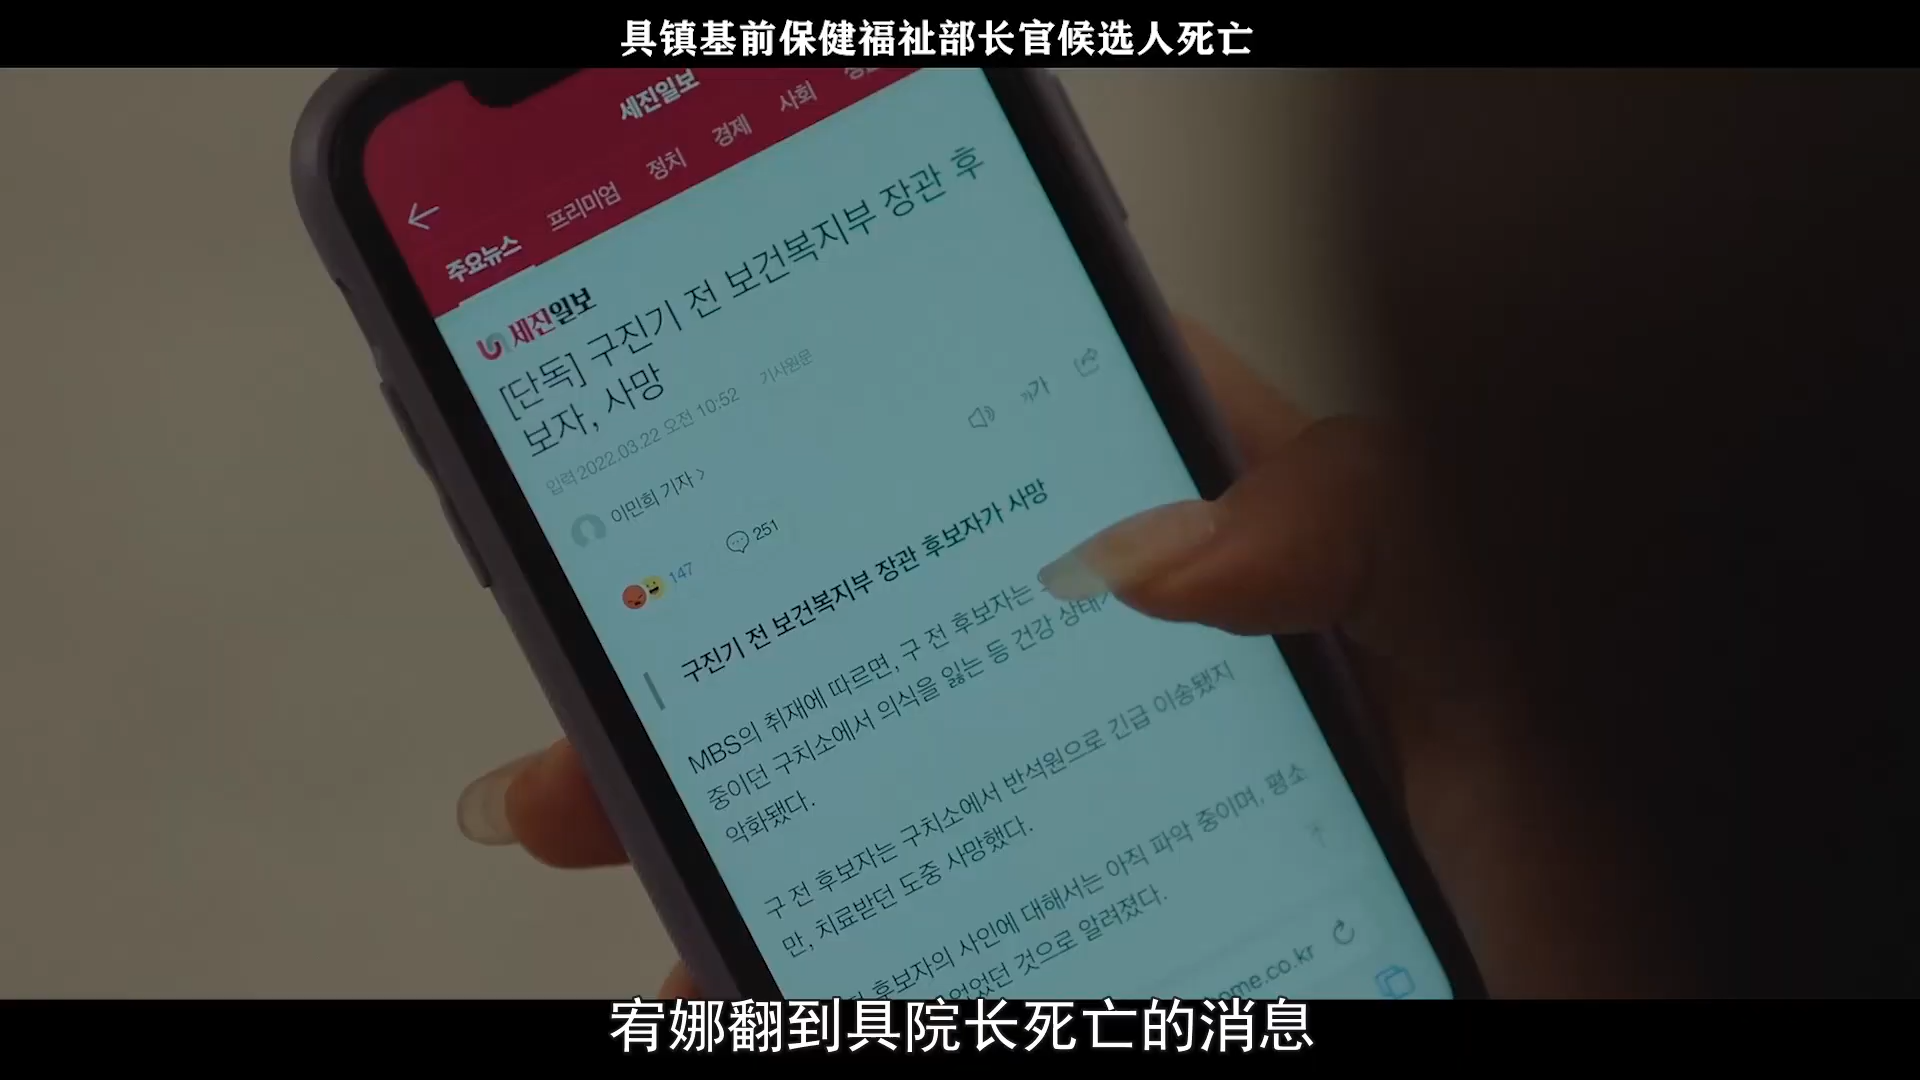 具镇基前保健福祉部长官候选人死亡
세진일보
주요뉴스 프리미엄 정치 경제 사회
세진일보
[단독] 구진기 전 보건복지부 장관 후
보자, 사망
입력 2022.03.22 오전 10:52 기사원문
이민희 기자 >
가가
147 251
구진기 전 보건복지부 장관 후보자가 사망
MBS의 취재에 따르면, 구 전 후보자는
중이던 구치소에서 의식을 잃는 등 건강 상태가
악화됐다.
구 전 후보자는 구치소에서 반석원으로 긴급 이송됐지
만, 치료받던 도중 사망했다.
후보자의 사인에 대해서는 아직 파악 중이며, 평소
없었던 것으로 알려졌다.
ome.co.kr
宥娜翻到具院长死亡的消息